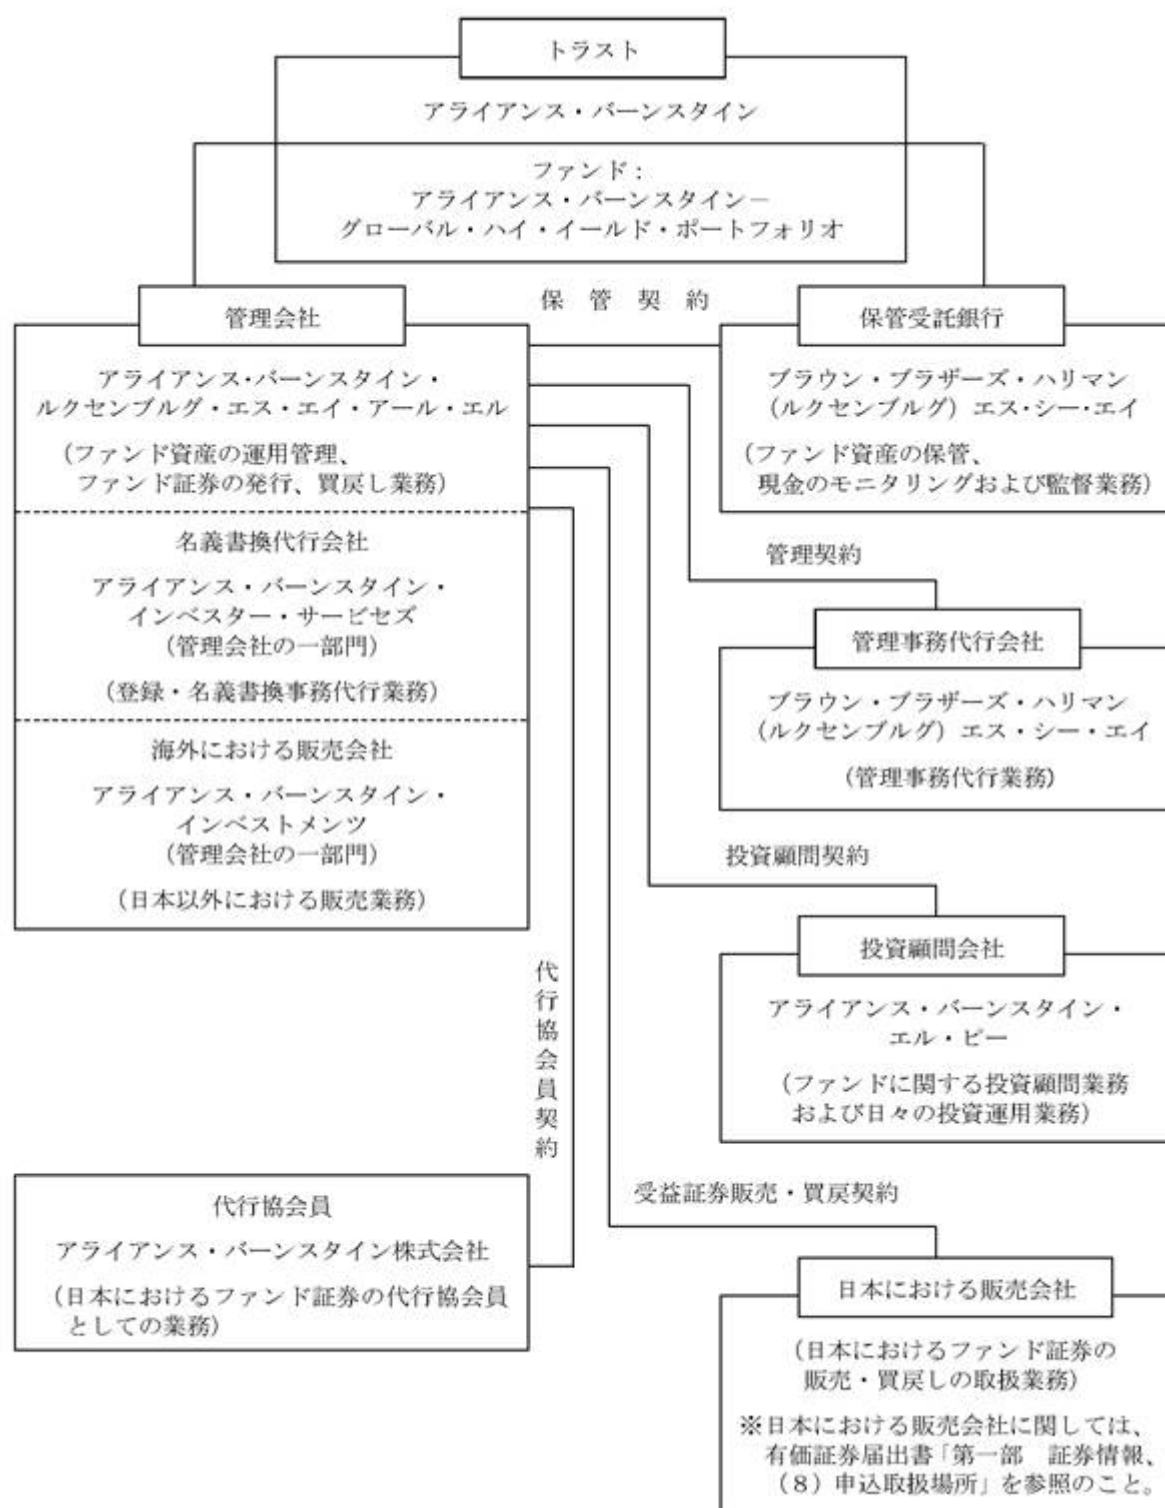 トラスト
アライアンス・バーンスタイン
ファンド：
アライアンス・バーンスタイン－
グローバル・ハイ・イールド・ポートフォリオ
保管契約
管理会社
アライアンス・バーンスタイン・
ルクセンブルグ・エス・エイ・アール・エル
（ファンド資産の運用管理、
ファンド証券の発行、買戻し業務）
名義書換代行会社
アライアンス・バーンスタイン・
インベスター・サービセズ
（管理会社の一部門）
（登録・名義書換事務代行業務）
海外における販売会社
アライアンス・バーンスタイン・
インベストメンツ
（管理会社の一部門）
（日本以外における販売業務）
保管受託銀行
ブラウン・ブラザーズ・ハリマン
（ルクセンブルグ）エス・シー・エイ
（ファンド資産の保管、
現金のモニタリングおよび監督業務）
管理契約
管理事務代行会社
ブラウン・ブラザーズ・ハリマン
（ルクセンブルグ）エス・シー・エイ
（管理事務代行業務）
投資顧問契約
投資顧問会社
アライアンス・バーンスタイン・
エル・ピー
（ファンドに関する投資顧問業務
および日々の投資運用業務）
代行協会員契約
代行協会員
アライアンス・バーンスタイン株式会社
（日本におけるファンド証券の代行協会員
としての業務）
受益証券販売・買戻契約
日本における販売会社
（日本におけるファンド証券の
販売・買戻しの取扱業務）
※日本における販売会社に関しては、
有価証券届出書「第一部　証券情報、
（８）申込取扱場所」を参照のこと。